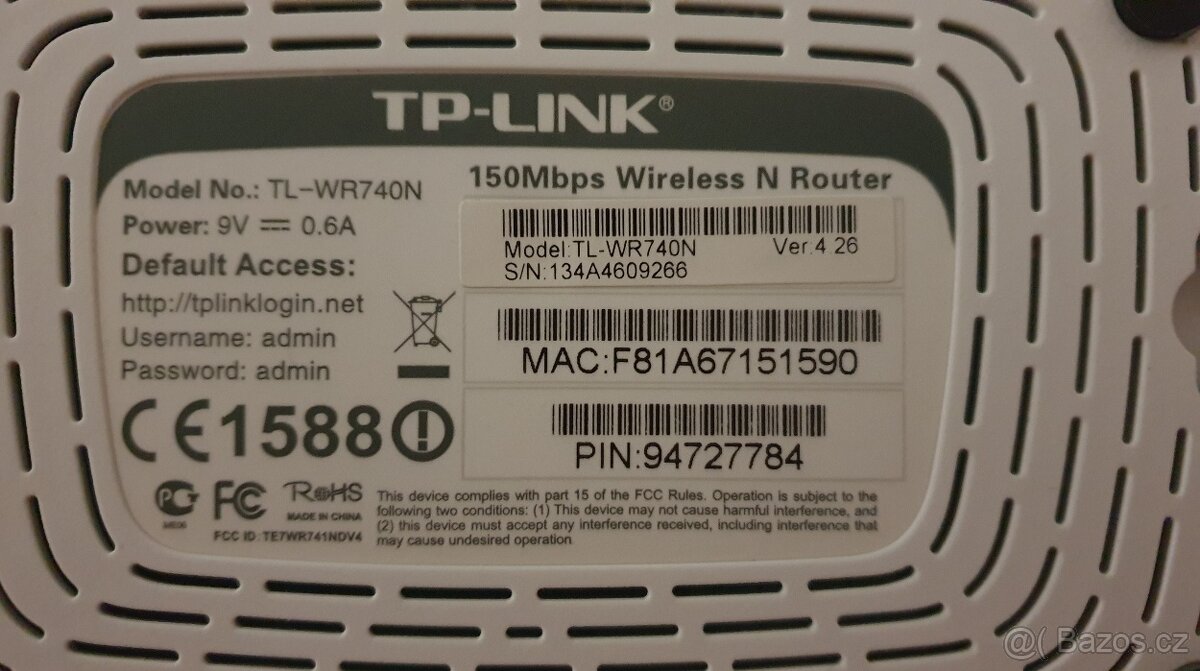 TP-LINK®
150Mbps Wireless N Router
Model No.: TL-WR740N
Power: 9V ⎓ 0.6A
Default Access:
http://tplinklogin.net
Username: admin
Password: admin
Model:TL-WR740N Ver:4.26
S/N:134A4609266
MAC:F81A67151590
PIN:94727784
CE1588
FC
RoHS
MADE IN CHINA
FCC ID: TE7WR741NDV4
This device complies with part 15 of the FCC Rules. Operation is subject to the
following two conditions: (1) This device may not cause harmful interference, and
(2) this device must accept any interference received, including interference that
may cause undesired operation
@( Bazos.cz